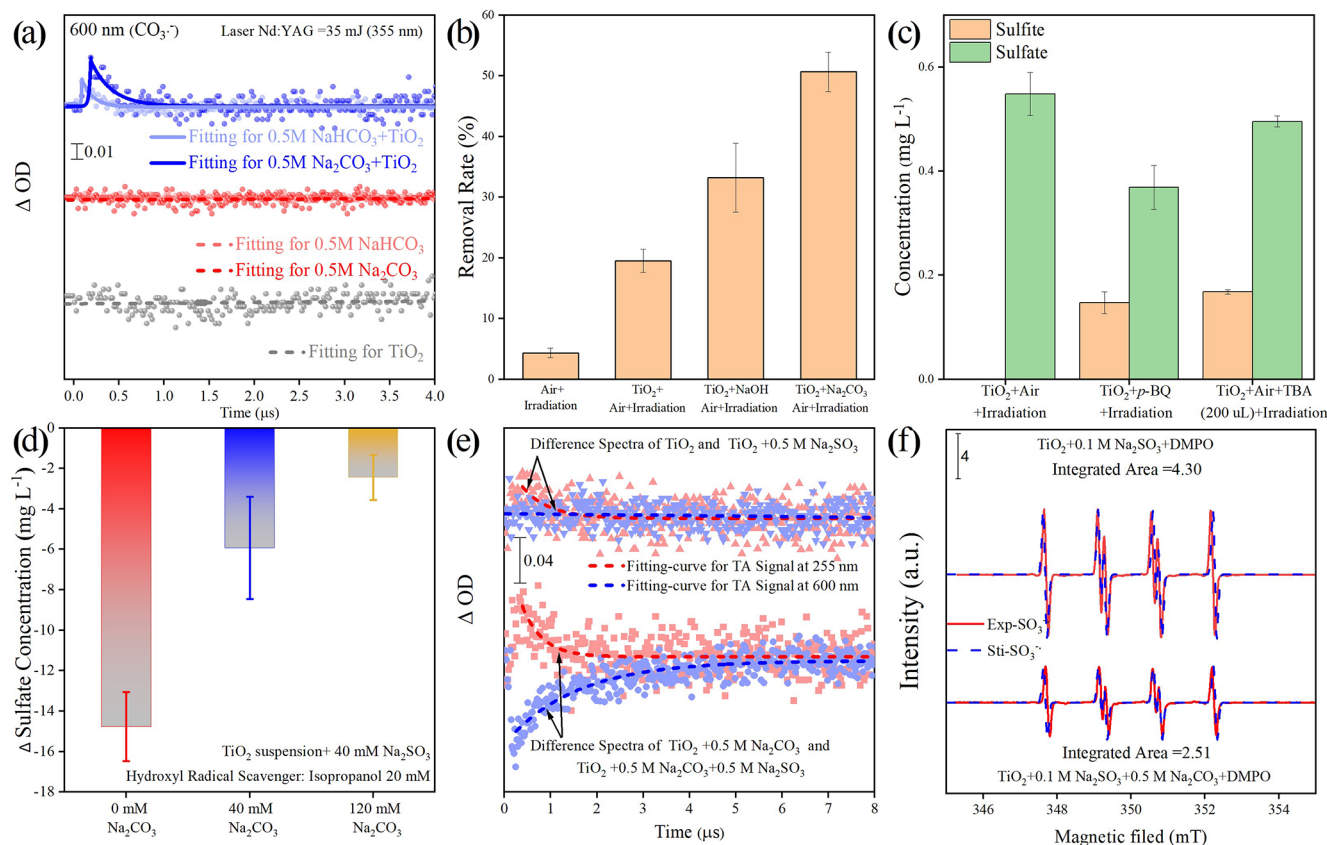 (a)
600 nm (CO₃·⁻)
Laser Nd:YAG =35 mJ (355 nm)
Fitting for 0.5M NaHCO₃+TiO₂
0.01
Fitting for 0.5M Na₂CO₃+TiO₂
Δ OD
Fitting for 0.5M NaHCO₃
Fitting for 0.5M Na₂CO₃
Fitting for TiO₂
0.0 0.5 1.0 1.5 2.0 2.5 3.0 3.5 4.0
Time (μs)
(b)
Removal Rate (%)
60
50
40
30
20
10
0
Air+
Irradiation
TiO₂+
Air+Irradiation
TiO₂+NaOH
Air+Irradiation
TiO₂+Na₂CO₃
Air+Irradiation
(c)
Sulfite
Sulfate
Concentration (mg L⁻¹)
0.6
0.4
0.2
0.0
TiO₂+Air
+Irradiation
TiO₂+p-BQ
+Irradiation
TiO₂+Air+TBA
(200 uL)+Irradiation
(d)
Δ Sulfate Concentration (mg L⁻¹)
0
-2
-4
-6
-8
-10
-12
-14
-16
-18
TiO₂ suspension+ 40 mM Na₂SO₃
Hydroxyl Radical Scavenger: Isopropanol 20 mM
0 mM
Na₂CO₃
40 mM
Na₂CO₃
120 mM
Na₂CO₃
(e)
Difference Spectra of TiO₂ and TiO₂ +0.5 M Na₂SO₃
0.04
Fitting-curve for TA Signal at 255 nm
Fitting-curve for TA Signal at 600 nm
Δ OD
Difference Spectra of TiO₂ +0.5 M Na₂CO₃ and
TiO₂ +0.5 M Na₂CO₃+0.5 M Na₂SO₃
0 1 2 3 4 5 6 7 8
Time (μs)
(f)
4
TiO₂+0.1 M Na₂SO₃+DMPO
Integrated Area =4.30
Intensity (a.u.)
Exp-SO₃⁻
Sti-SO₃⁻·
Integrated Area =2.51
TiO₂+0.1 M Na₂SO₃+0.5 M Na₂CO₃+DMPO
346 348 350 352 354
Magnetic filed (mT)